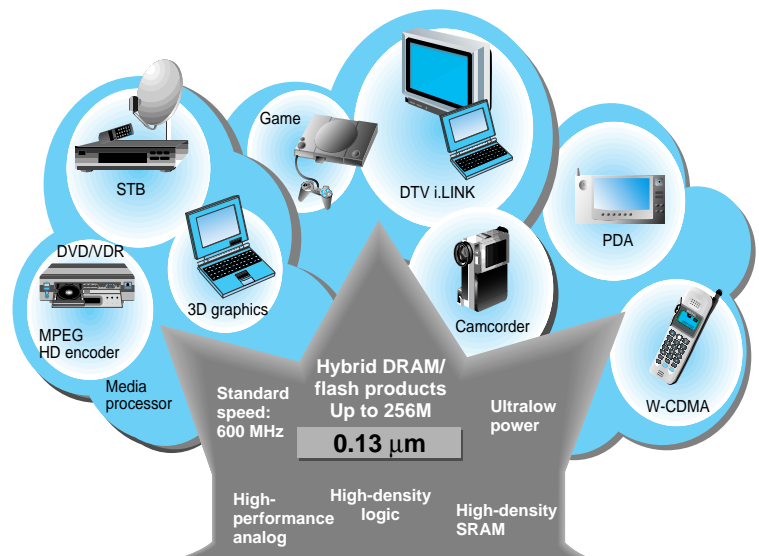 Game
STB
DTV i.LINK
PDA
DVD/VDR
3D graphics
MPEG
HD encoder
Camcorder
Media
processor
W-CDMA
Standard
speed:
600 MHz
Hybrid DRAM/
flash products
Up to 256M
Ultralow
power
0.13 μm
High-
performance
analog
High-density
logic
High-density
SRAM